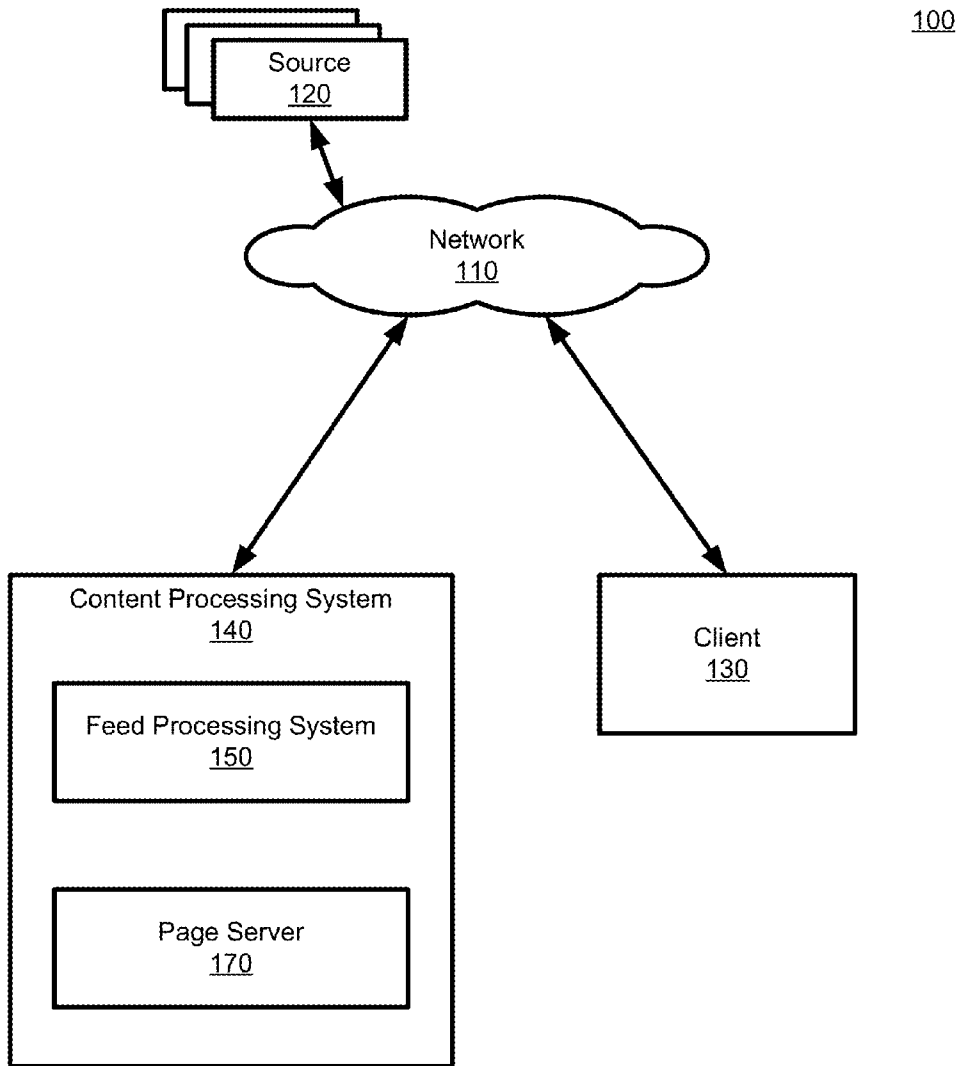 100
Source
120
Network
110
Content Processing System
140
Client
130
Feed Processing System
150
Page Server
170